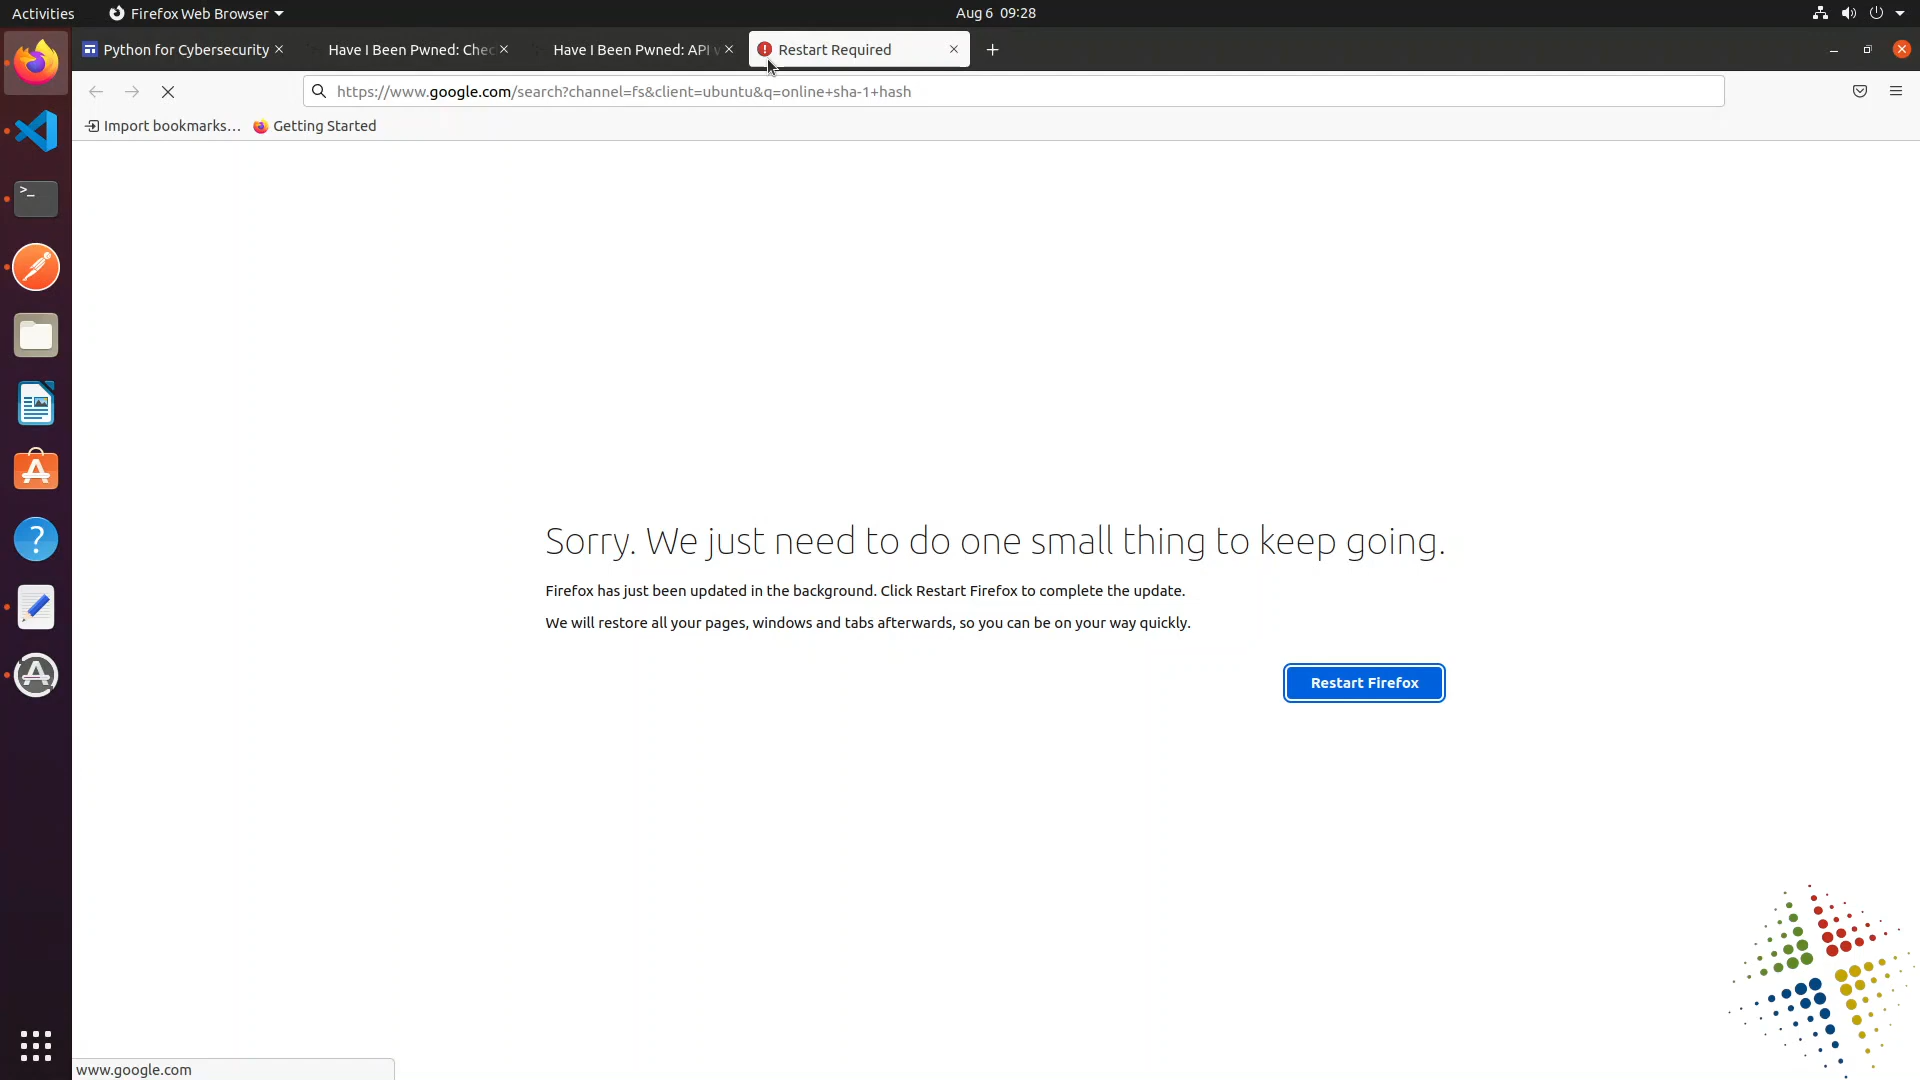 Activities
Firefox Web Browser
Aug 6 09:28
Python for Cybersecurity
Have I Been Pwned: Chec
Have I Been Pwned: API v
Restart Required
https://www.google.com/search?channel=fs&client=ubuntu&q=online+sha-1+hash
Import bookmarks...
Getting Started
Sorry. We just need to do one small thing to keep going.
Firefox has just been updated in the background. Click Restart Firefox to complete the update.
We will restore all your pages, windows and tabs afterwards, so you can be on your way quickly.
Restart Firefox
www.google.com